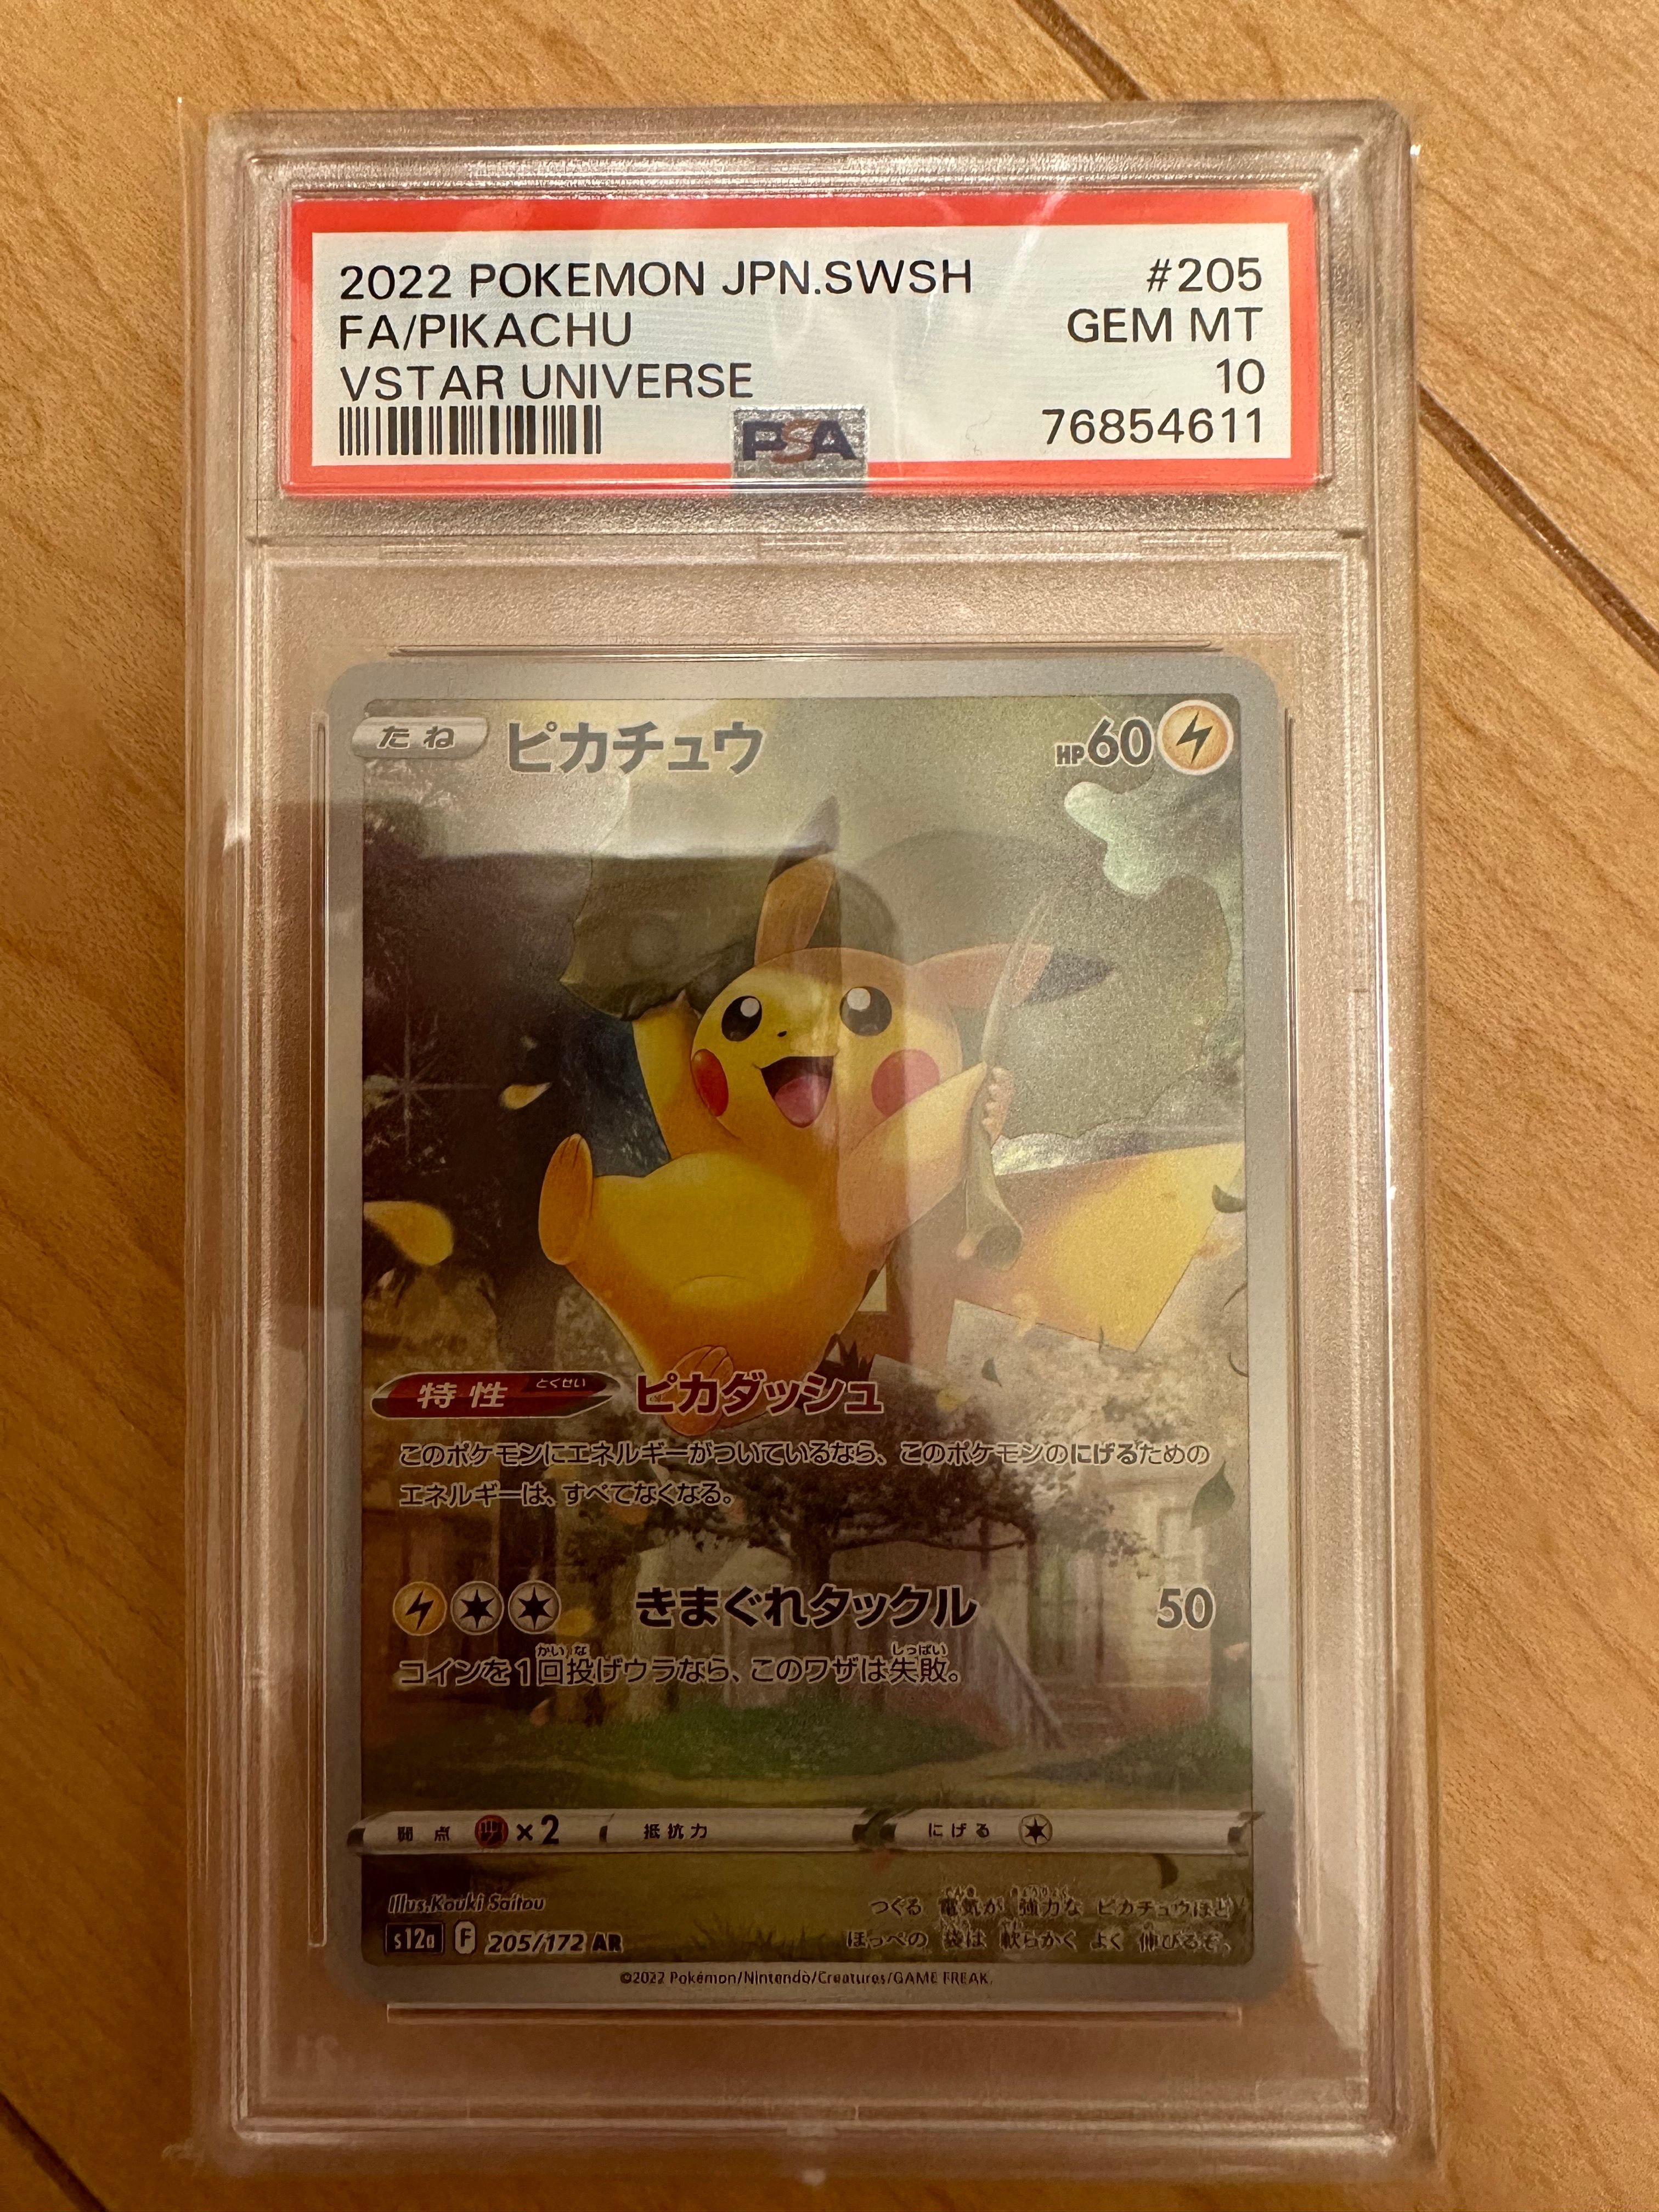 2022 POKEMON JPN.SWSH #205
FA/PIKACHU GEM MT
VSTAR UNIVERSE 10
PSA 76854611
たね ピカチュウ HP60
特性 とくせい ピカダッシュ
このポケモンにエネルギーがついているなら、このポケモンのにげるための
エネルギーは、すべてなくなる。
きまぐれタックル 50
かい な しっぱい
コインを1回投げウラなら、このワザは失敗。
弱点 ×2 抵抗力 にげる
Illus.Kouki Saitou
つくる 電気が 強力な ピカチュウほど
s12a F 205/172 AR
ほっぺの 袋は 軟らかく よく 伸びるぞ。
©2022 Pokémon/Nintendo/Creatures/GAME FREAK.